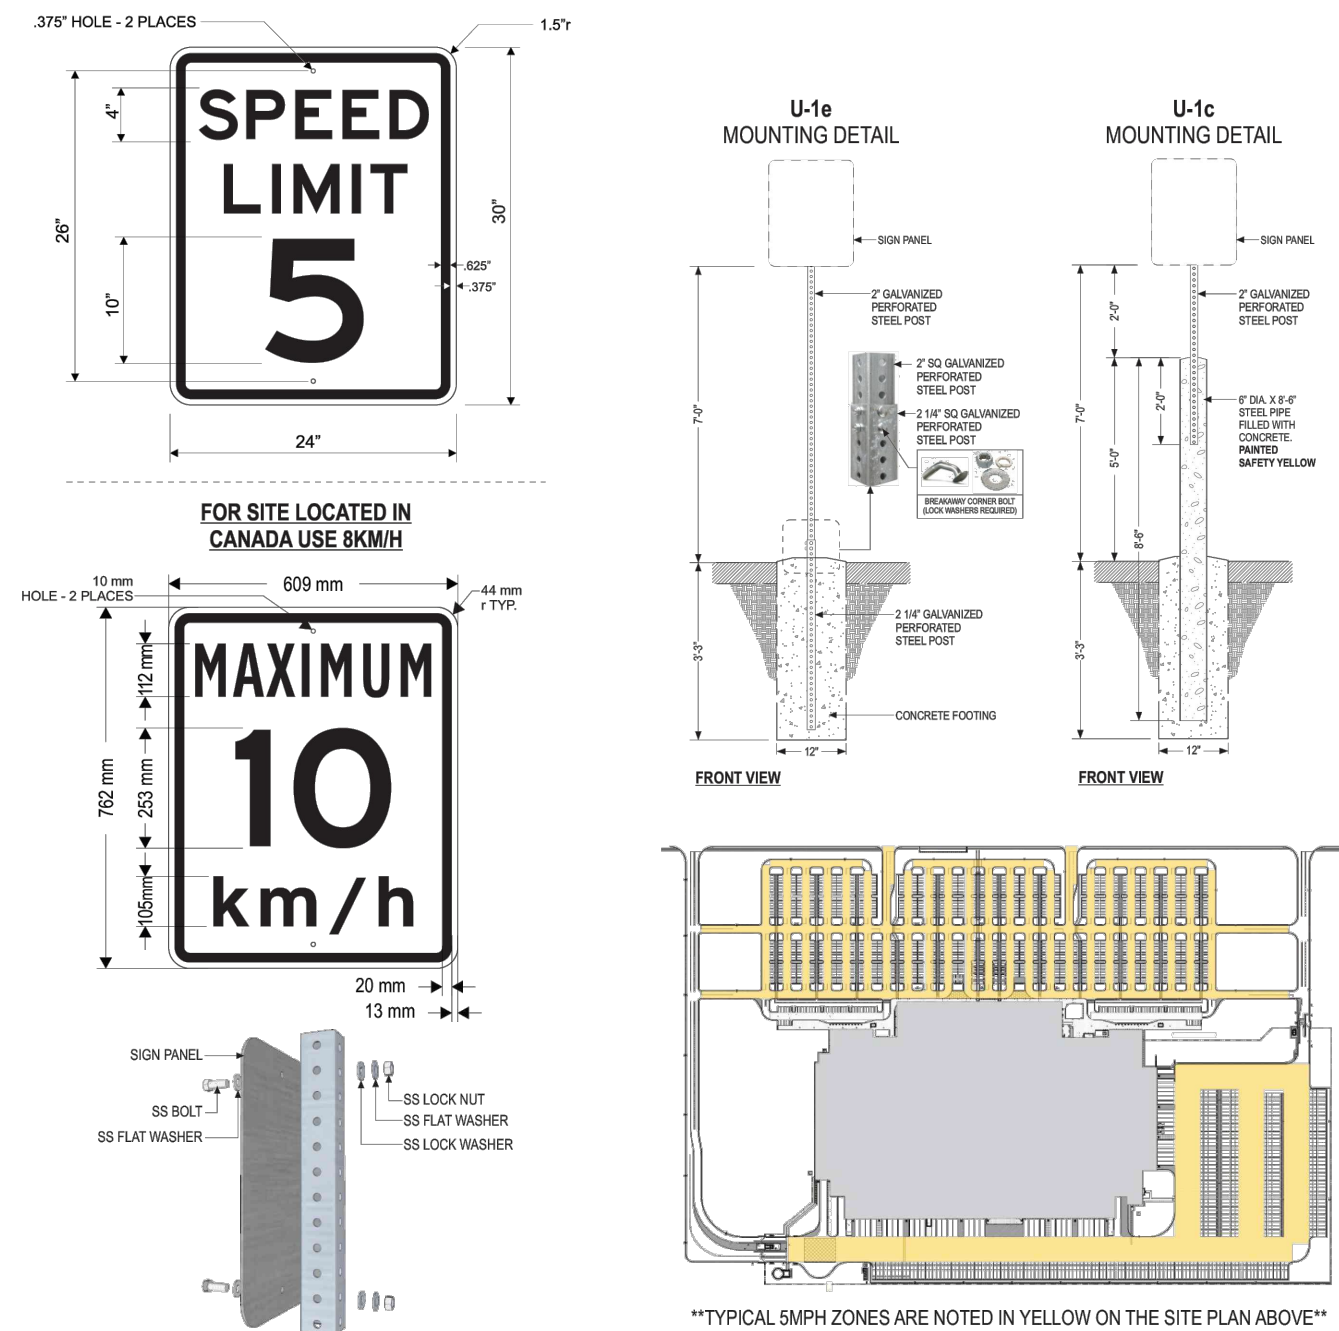 .375" HOLE - 2 PLACES
1.5"r
SPEED
LIMIT
5
4"
26"
10"
30"
.625"
.375"
24"
FOR SITE LOCATED IN
CANADA USE 8KM/H
10 mm
HOLE - 2 PLACES
609 mm
44 mm
r TYP.
MAXIMUM
10
km/h
112 mm
253 mm
105mm
762 mm
20 mm
13 mm
SIGN PANEL
SS BOLT
SS FLAT WASHER
SS LOCK NUT
SS FLAT WASHER
SS LOCK WASHER
U-1e
MOUNTING DETAIL
SIGN PANEL
2" GALVANIZED
PERFORATED
STEEL POST
2" SQ GALVANIZED
PERFORATED
STEEL POST
2 1/4" SQ GALVANIZED
PERFORATED
STEEL POST
BREAKAWAY CORNER BOLT
(LOCK WASHERS REQUIRED)
7'-0"
2 1/4" GALVANIZED
PERFORATED
STEEL POST
3'-3"
CONCRETE FOOTING
12"
FRONT VIEW
U-1c
MOUNTING DETAIL
SIGN PANEL
2" GALVANIZED
PERFORATED
STEEL POST
2'-0"
2'-0"
7'-0"
5'-0"
8'-6"
6" DIA. X 8'-6"
STEEL PIPE
FILLED WITH
CONCRETE.
PAINTED
SAFETY YELLOW
3'-3"
12"
FRONT VIEW
**TYPICAL 5MPH ZONES ARE NOTED IN YELLOW ON THE SITE PLAN ABOVE**